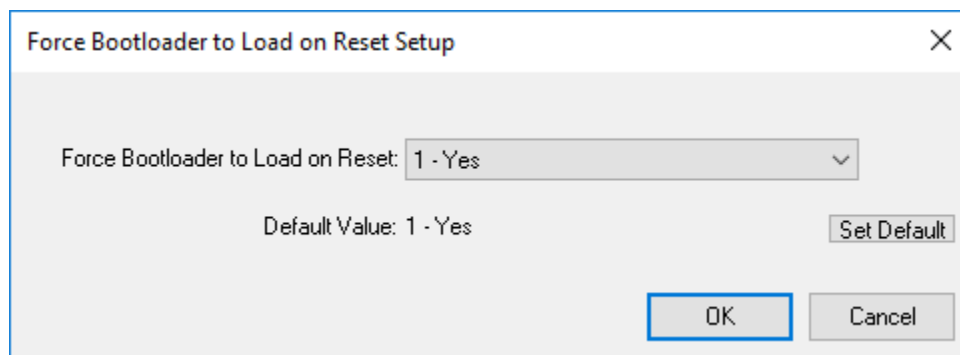 Force Bootloader to Load on Reset Setup
Force Bootloader to Load on Reset: 1 - Yes
Default Value: 1 - Yes Set Default
OK Cancel